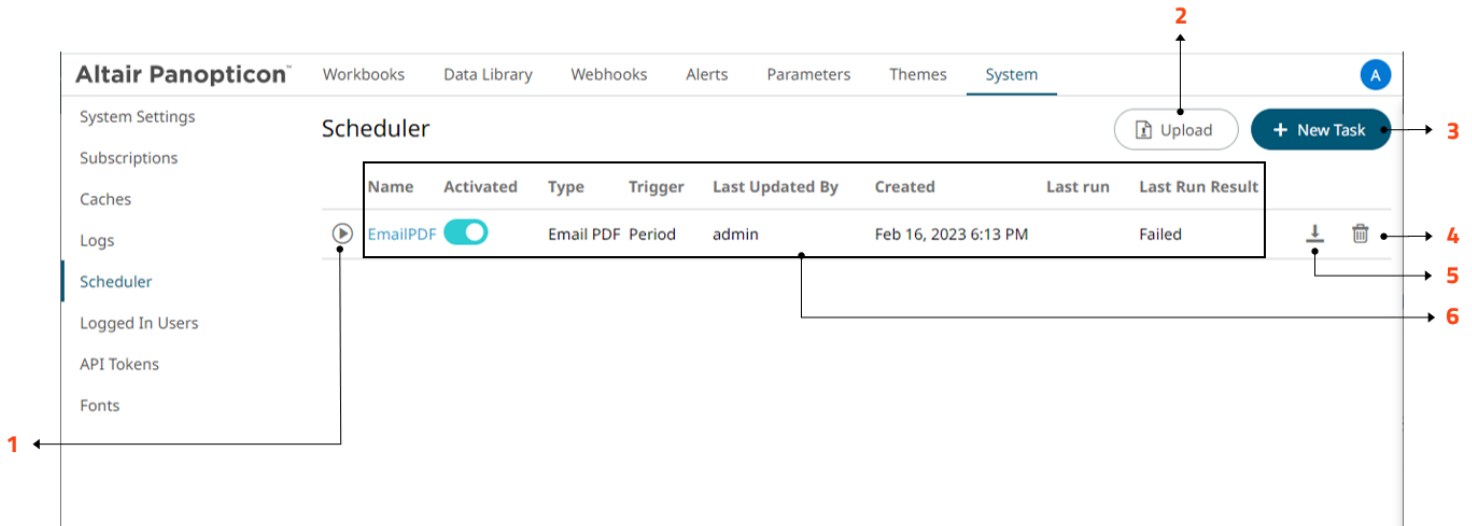 2
Altair Panopticon™ Workbooks Data Library Webhooks Alerts Parameters Themes System A
System Settings
Subscriptions
Caches
Logs
Scheduler
Logged In Users
API Tokens
Fonts
Scheduler Upload + New Task 3
Name Activated Type Trigger Last Updated By Created Last run Last Run Result
EmailPDF Email PDF Period admin Feb 16, 2023 6:13 PM Failed 4
5
6
1